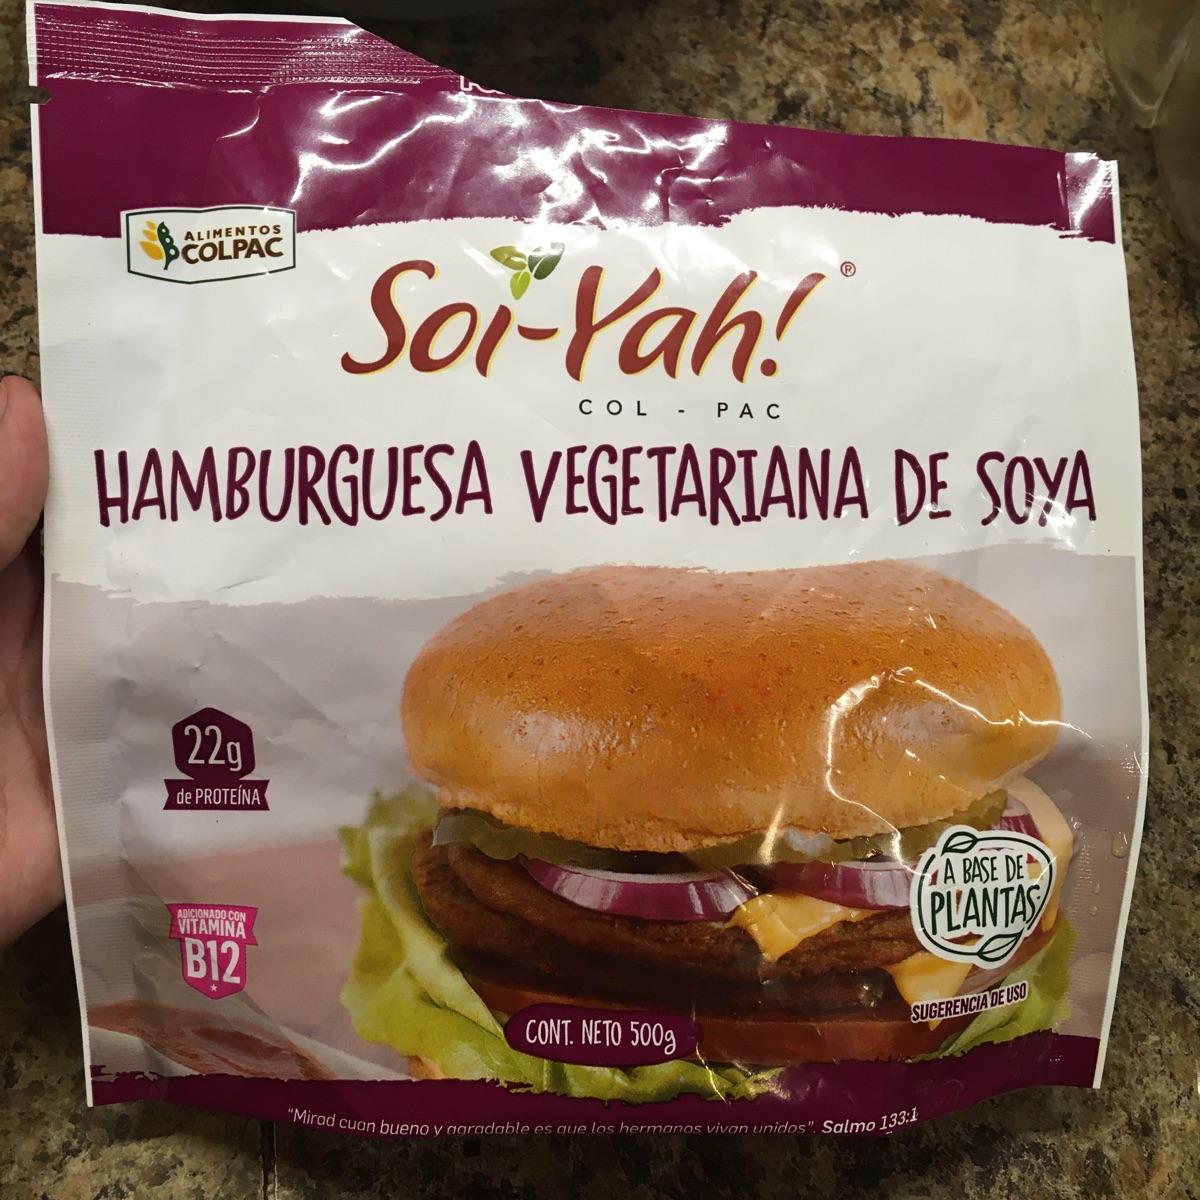 ALIMENTOS
COLPAC
Soi-Yah!®
COL - PAC
HAMBURGUESA VEGETARIANA DE SOYA
22g
de PROTEÍNA
A BASE DE
PLANTAS
ADICIONADO CON
VITAMINA
B12
SUGERENCIA DE USO
CONT. NETO 500g
"Mirad cuan bueno y agradable es que los hermanos vivan unidos". Salmo 133:1